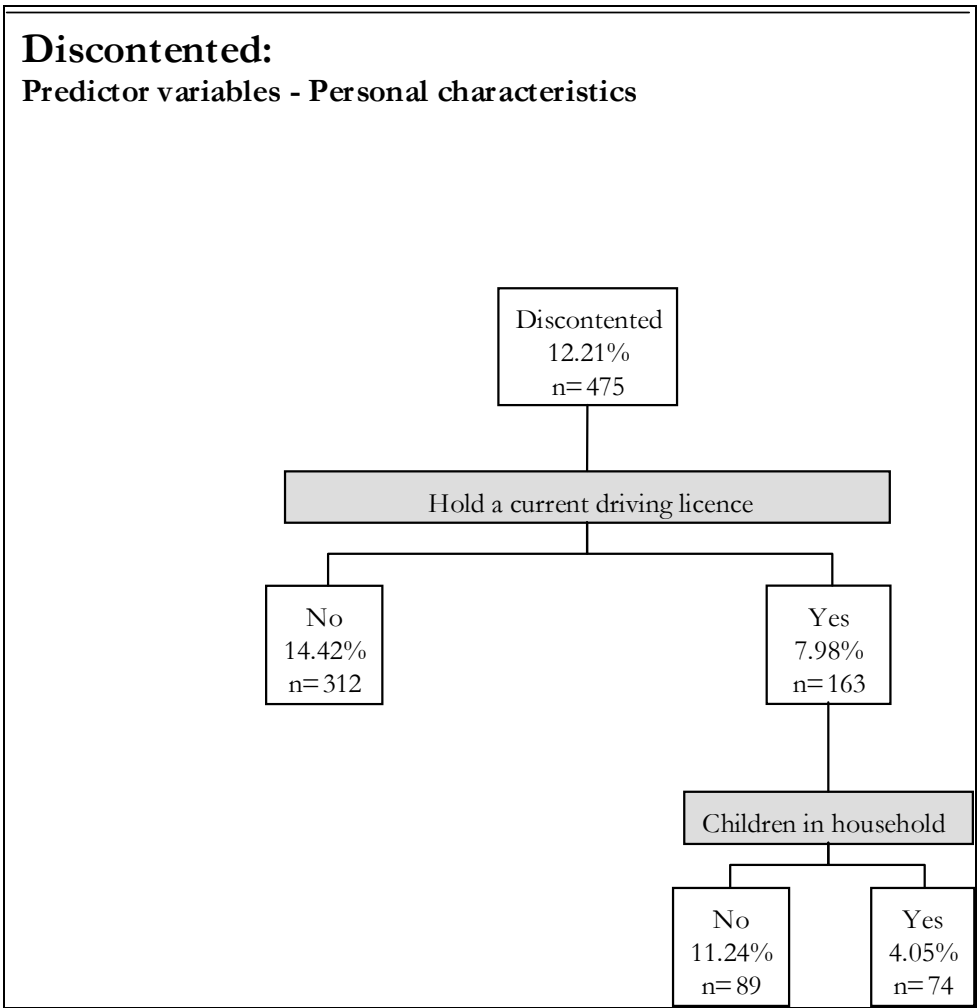 Discontented:
Predictor variables - Personal characteristics
Discontented
12.21%
n=475
Hold a current driving licence
No
14.42%
n=312
Yes
7.98%
n=163
Children in household
No
11.24%
n=89
Yes
4.05%
n=74